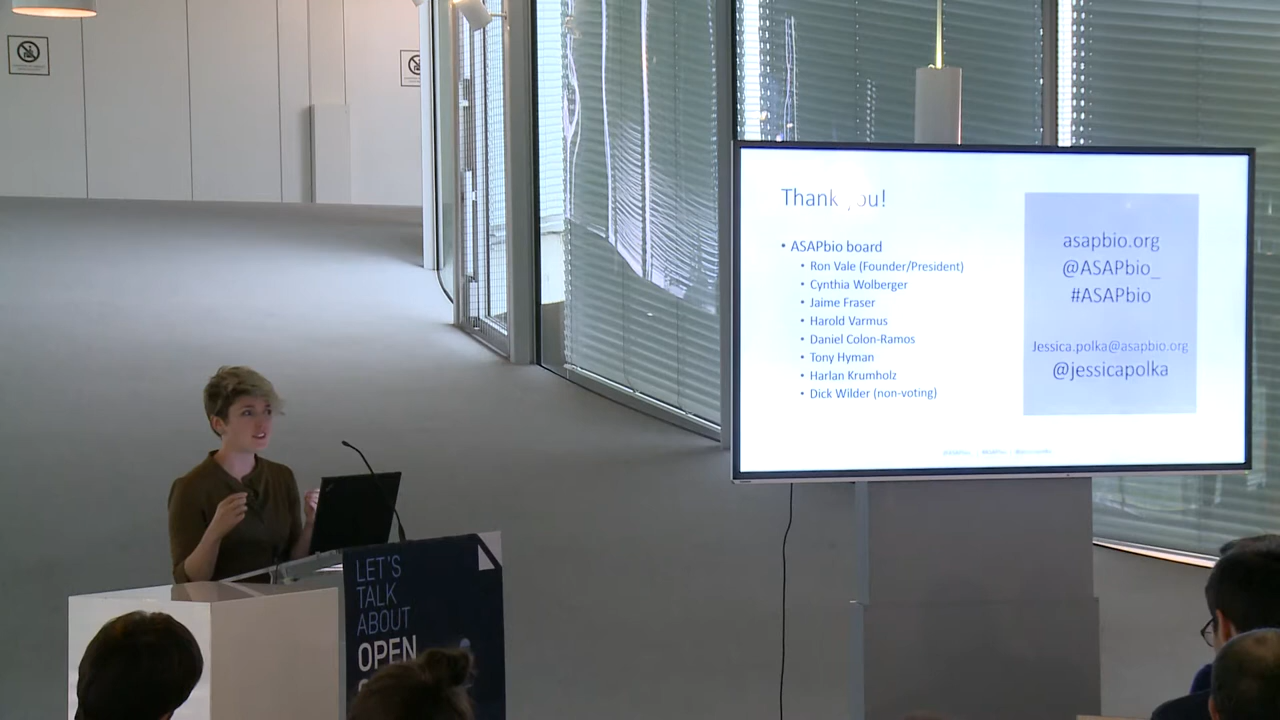 Thank you!
• ASAPbio board
• Ron Vale (Founder/President)
• Cynthia Wolberger
• Jaime Fraser
• Harold Varmus
• Daniel Colon-Ramos
• Tony Hyman
• Harlan Krumholz
• Dick Wilder (non-voting)
asapbio.org
@ASAPbio_
#ASAPbio
Jessica.polka@asapbio.org
@jessicapolka
LET'S
TALK
ABOUT
OPEN